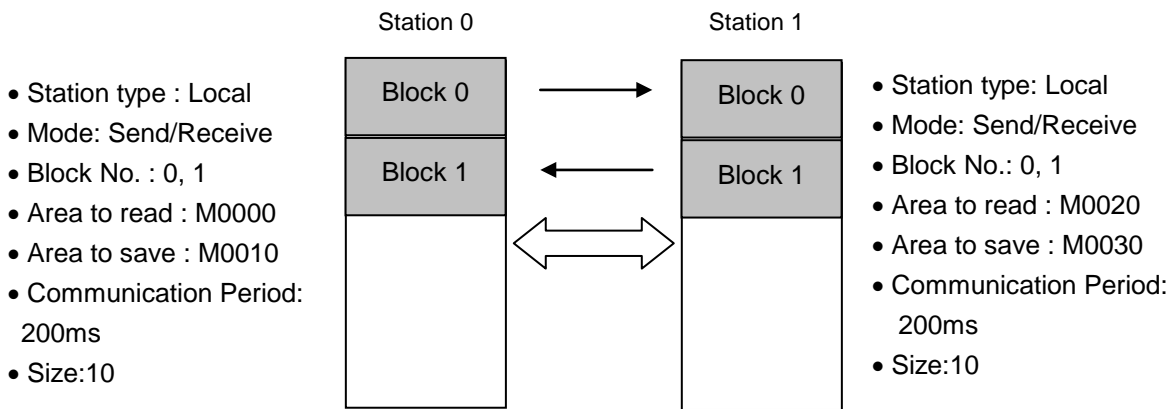 Station 0
Station 1
• Station type : Local
• Mode: Send/Receive
• Block No. : 0, 1
• Area to read : M0000
• Area to save : M0010
• Communication Period:
200ms
• Size:10
Block 0
Block 1
Block 0
Block 1
• Station type: Local
• Mode: Send/Receive
• Block No.: 0, 1
• Area to read : M0020
• Area to save : M0030
• Communication Period:
200ms
• Size:10